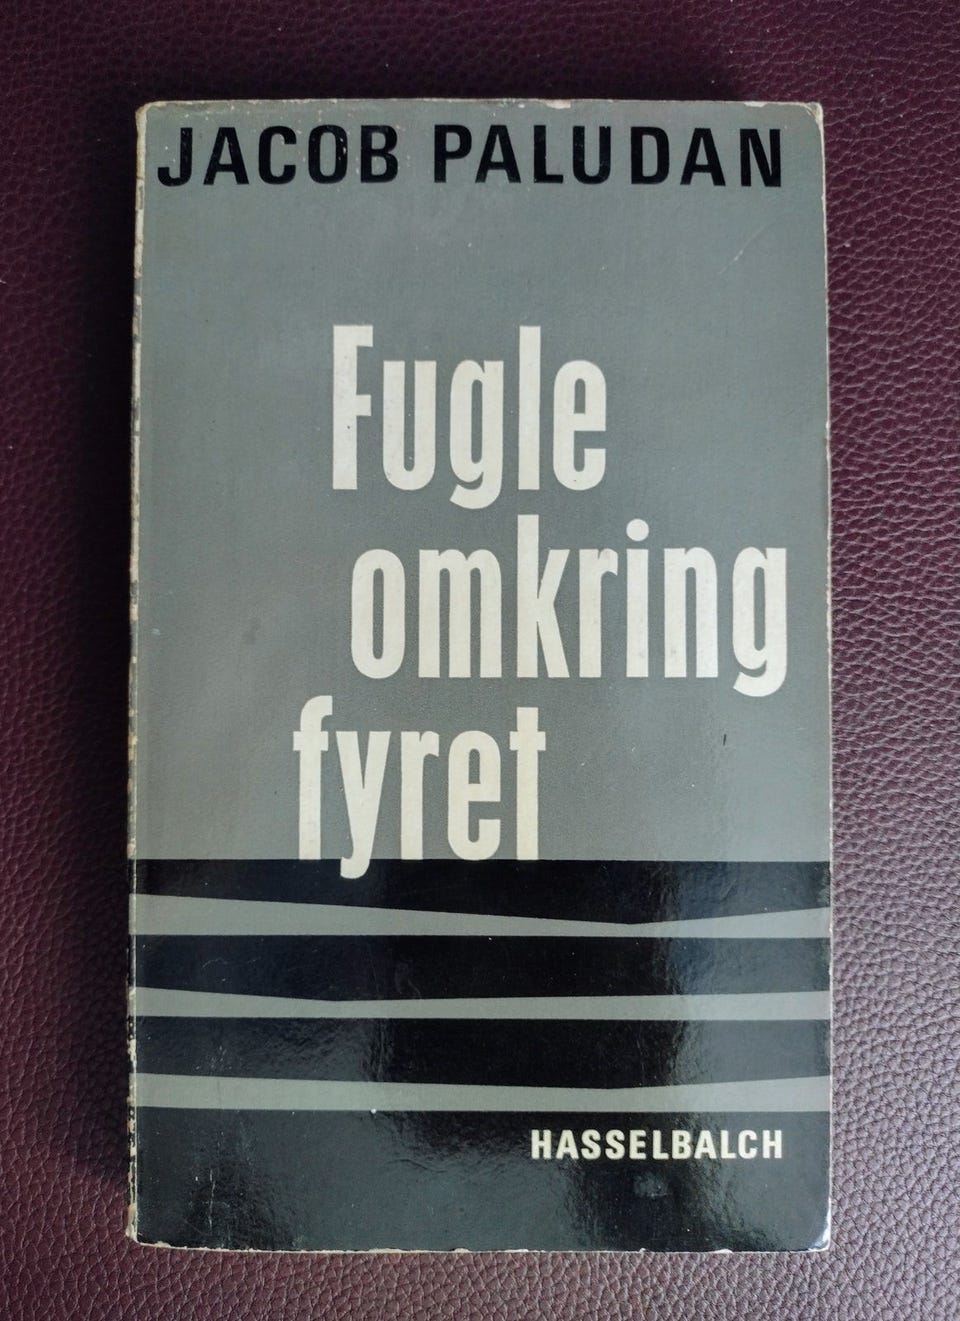 JACOB PALUDAN
Fugle
omkring
fyret
HASSELBALCH